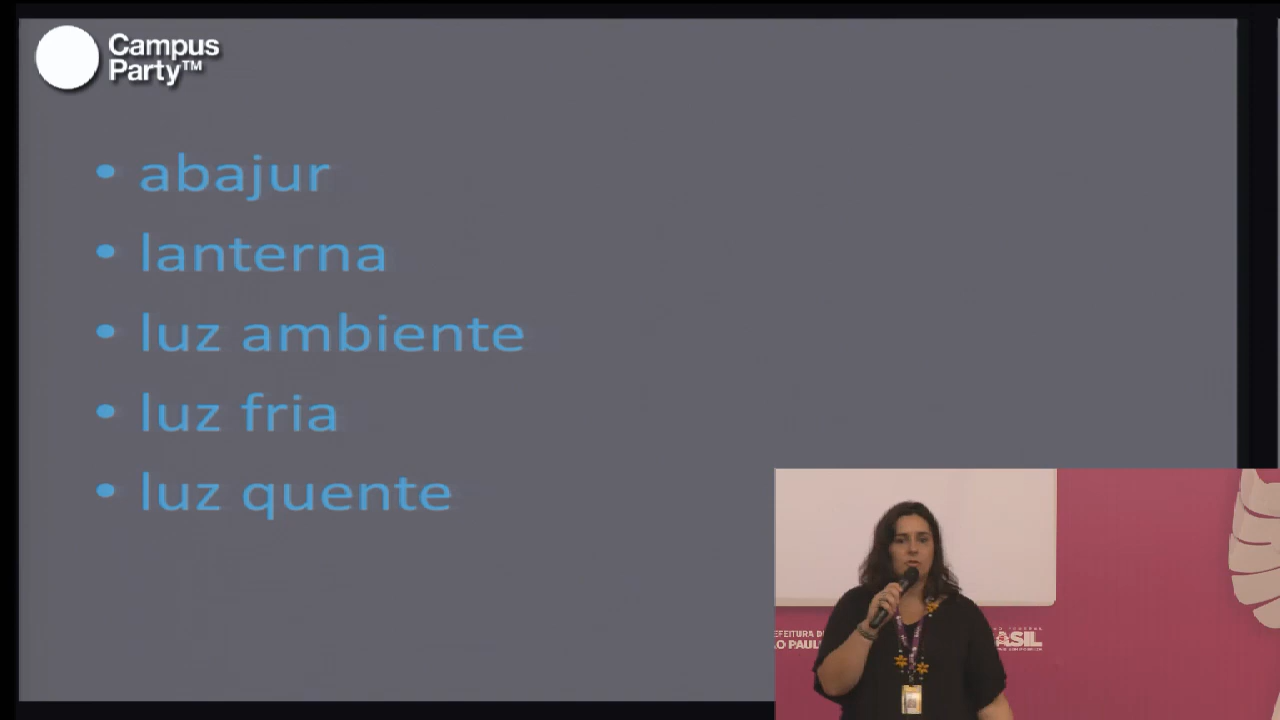 Campus
Party™
• abajur
• lanterna
• luz ambiente
• luz fria
• luz quente